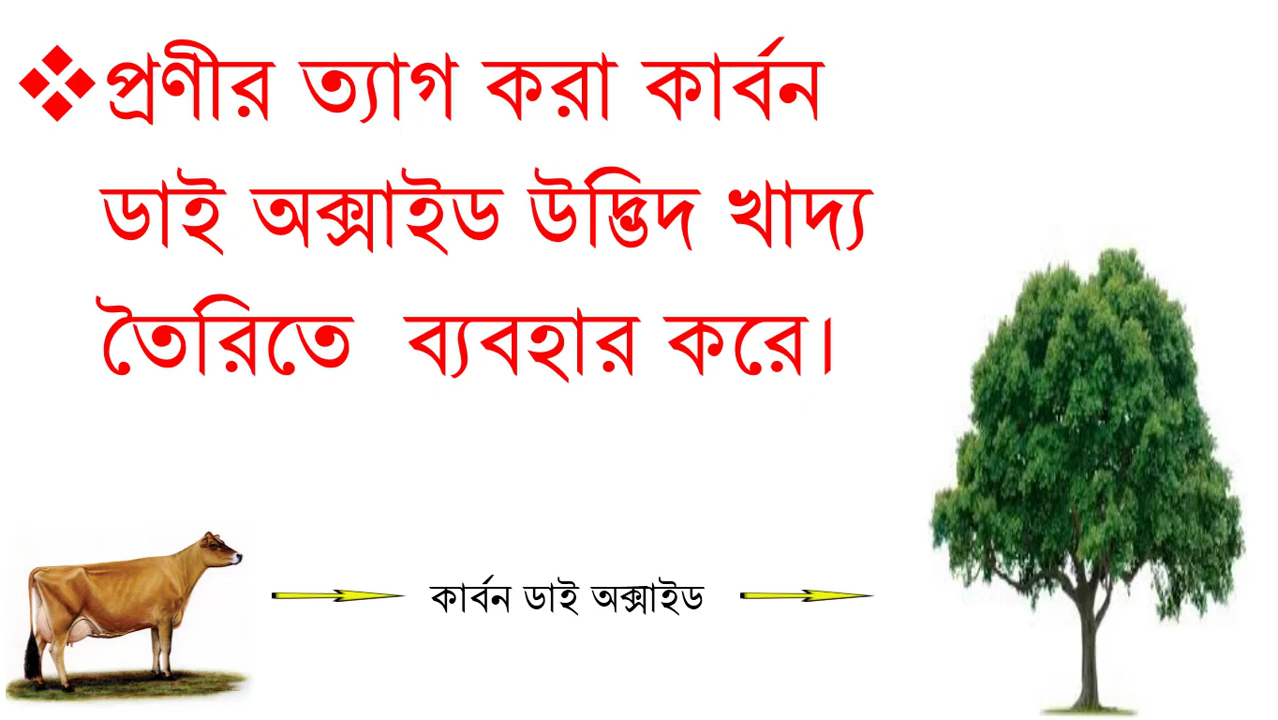 ❖প্রণীর ত্যাগ করা কার্বন
ডাই অক্সাইড উদ্ভিদ খাদ্য
তৈরিতে ব্যবহার করে।
কার্বন ডাই অক্সাইড